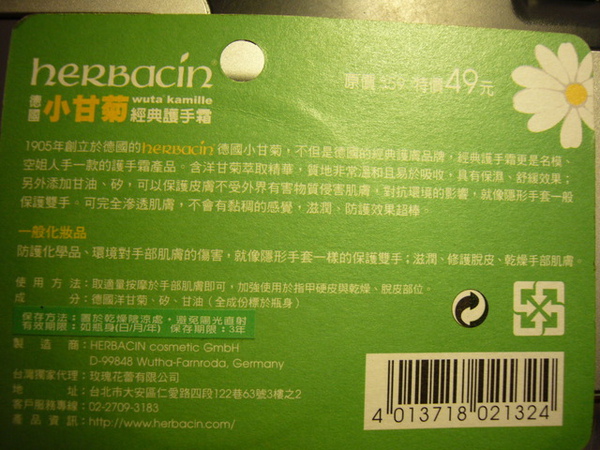 herbacin
wuta kamille
德國 小甘菊 經典護手霜
原價 159 特價49元
1905年創立於德國的herbacin 德國小甘菊，不但是德國的經典護膚品牌，經典護手霜更是名模、
空姐人手一款的護手霜產品。含洋甘菊萃取精華，質地非常溫和且易於吸收，具有保濕、舒緩效果；
另外添加甘油、矽，可以保護皮膚不受外界有害物質侵害肌膚，對抗環境的影響，就像隱形手套一般
保護雙手。可完全滲透肌膚，不會有黏稠的感覺，滋潤、防護效果超棒。
一般化妝品
防護化學品、環境對手部肌膚的傷害，就像隱形手套一樣的保護雙手；滋潤、修護脫皮、乾燥手部肌膚。
使用方法：取適量按摩於手部肌膚即可，加強使用於指甲硬皮與乾燥、脫皮部位。
成分：德國洋甘菊、矽、甘油（全成份標於瓶身）
保存方法：置於乾燥陰涼處，避免陽光直射
有效期限：如瓶身(日/月/年) 保存期限：3年
製造商：HERBACIN cosmetic GmbH
D-99848 Wutha-Farnroda, Germany
台灣國家代理：玫瑰花蕾有限公司
地址：台北市大安區仁愛路四段122巷63號3樓之2
客戶服務專線：02-2709-3183
產品資訊：http://www.herbacin.com/
4 013718 021324